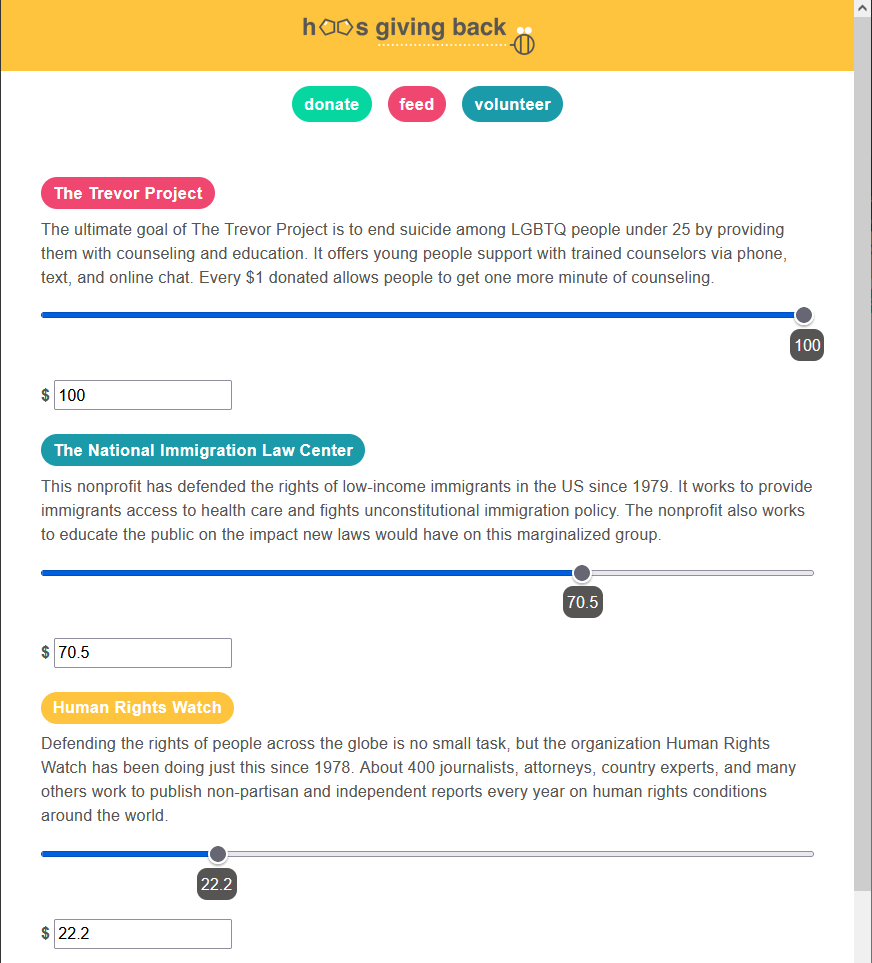 hoos giving back
donate feed volunteer
The Trevor Project
The ultimate goal of The Trevor Project is to end suicide among LGBTQ people under 25 by providing
them with counseling and education. It offers young people support with trained counselors via phone,
text, and online chat. Every $1 donated allows people to get one more minute of counseling.
100
$ 100
The National Immigration Law Center
This nonprofit has defended the rights of low-income immigrants in the US since 1979. It works to provide
immigrants access to health care and fights unconstitutional immigration policy. The nonprofit also works
to educate the public on the impact new laws would have on this marginalized group.
70.5
$ 70.5
Human Rights Watch
Defending the rights of people across the globe is no small task, but the organization Human Rights
Watch has been doing just this since 1978. About 400 journalists, attorneys, country experts, and many
others work to publish non-partisan and independent reports every year on human rights conditions
around the world.
22.2
$ 22.2